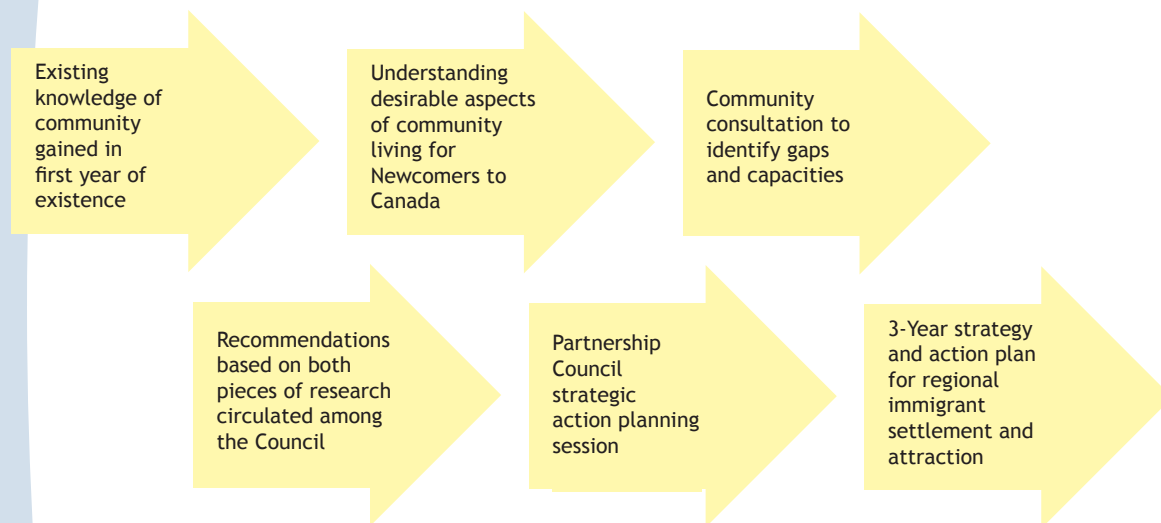 Existing
knowledge of
community
gained in
first year of
existence
Understanding
desirable aspects
of community
living for
Newcomers to
Canada
Community
consultation to
identify gaps
and capacities
Recommendations
based on both
pieces of research
circulated among
the Council
Partnership
Council
strategic
action planning
session
3-Year strategy
and action plan
for regional
immigrant
settlement and
attraction